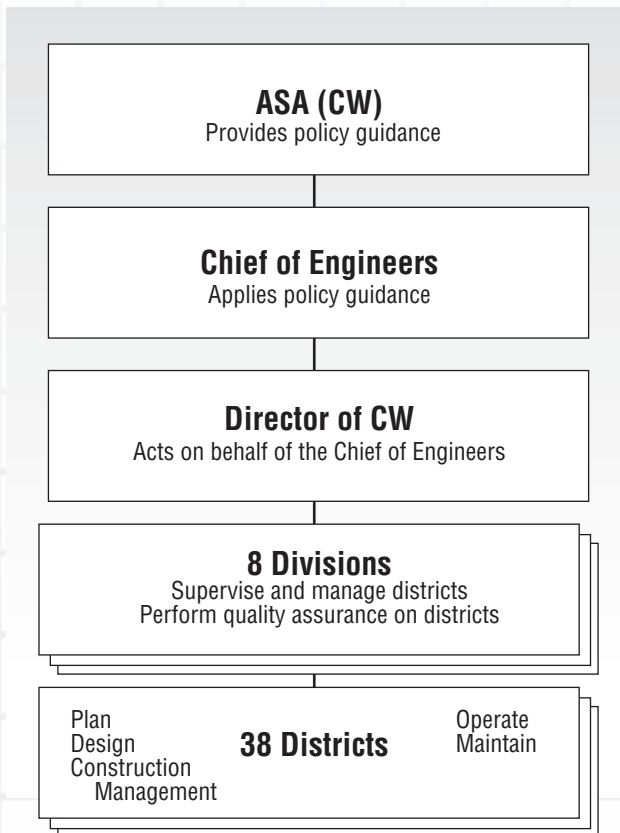 ASA (CW)
Provides policy guidance
Chief of Engineers
Applies policy guidance
Director of CW
Acts on behalf of the Chief of Engineers
8 Divisions
Supervise and manage districts
Perform quality assurance on districts
Plan
Design
Construction
Management
38 Districts
Operate
Maintain